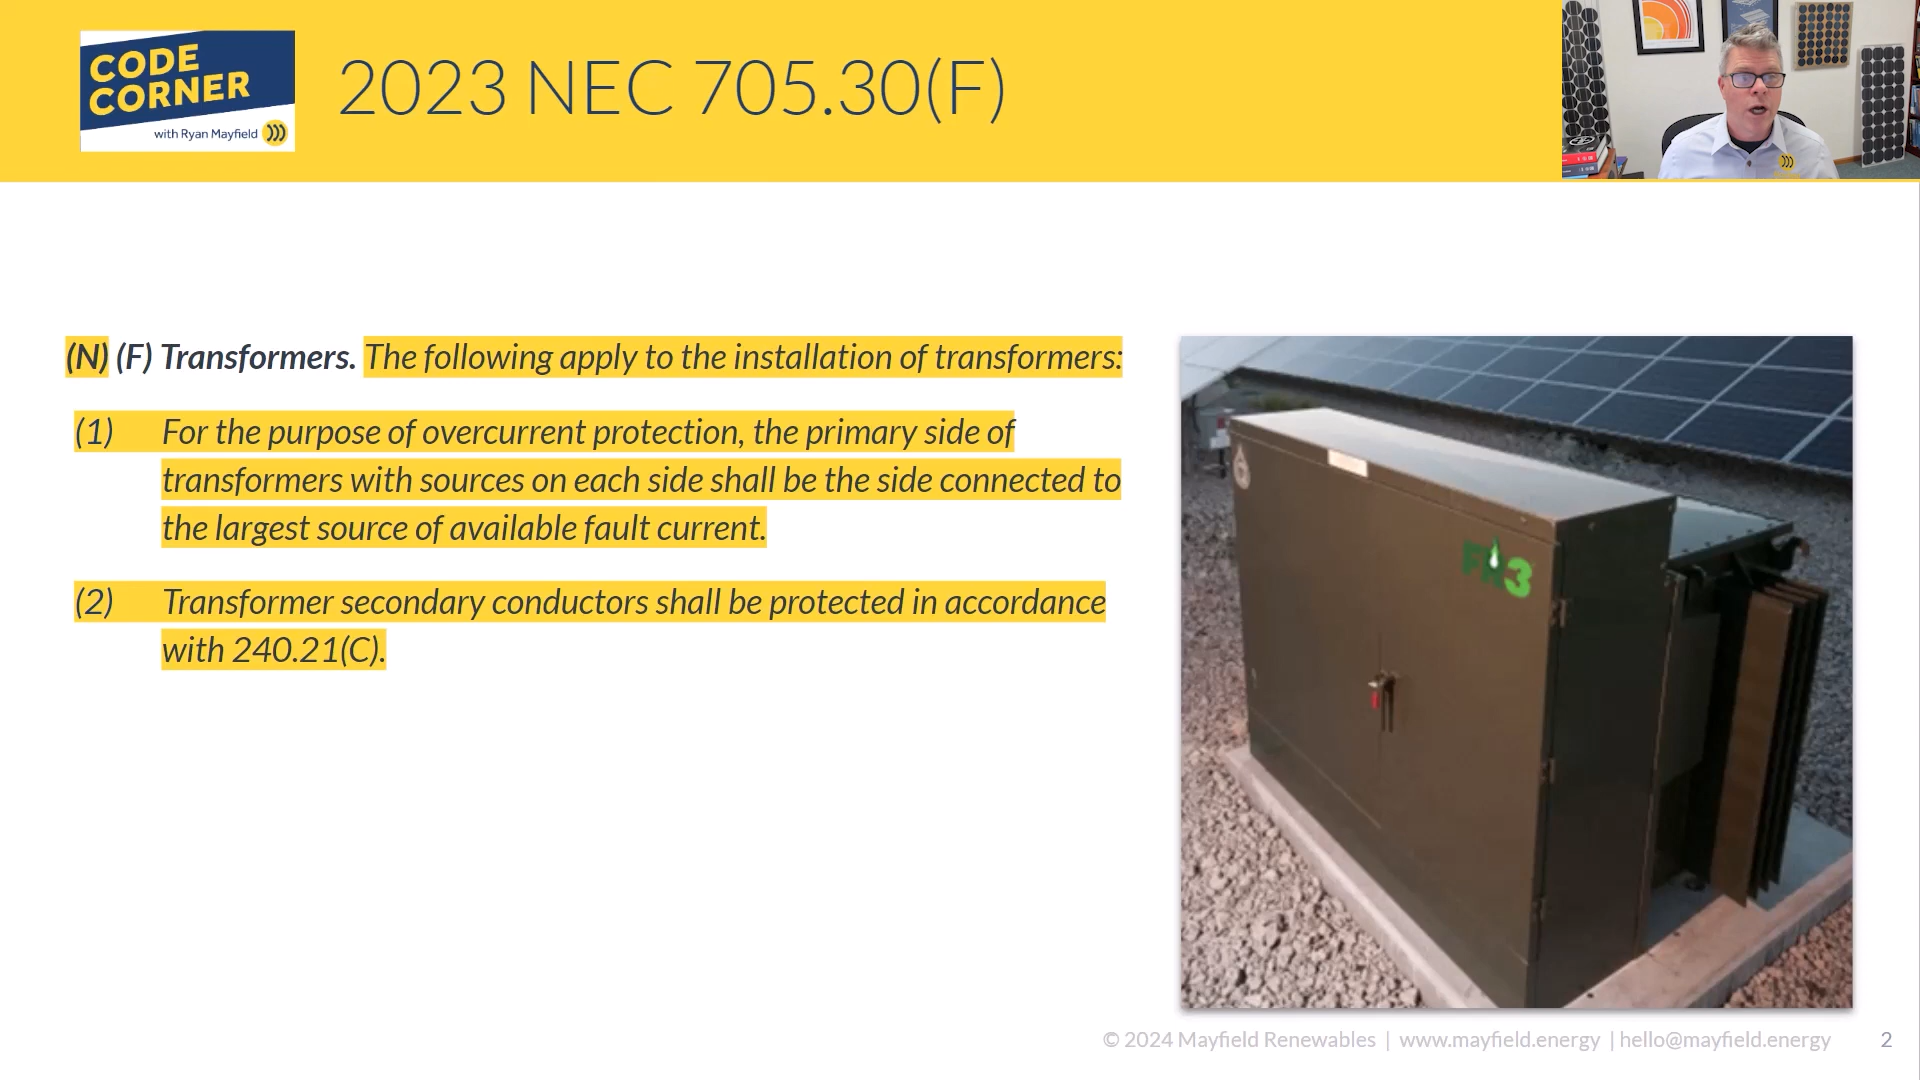 CODE
CORNER
with Ryan Mayfield
2023 NEC 705.30(F)
(N) (F) Transformers. The following apply to the installation of transformers:
(1) For the purpose of overcurrent protection, the primary side of
transformers with sources on each side shall be the side connected to
the largest source of available fault current.
(2) Transformer secondary conductors shall be protected in accordance
with 240.21(C).
FR3
© 2024 Mayfield Renewables | www.mayfield.energy | hello@mayfield.energy 2